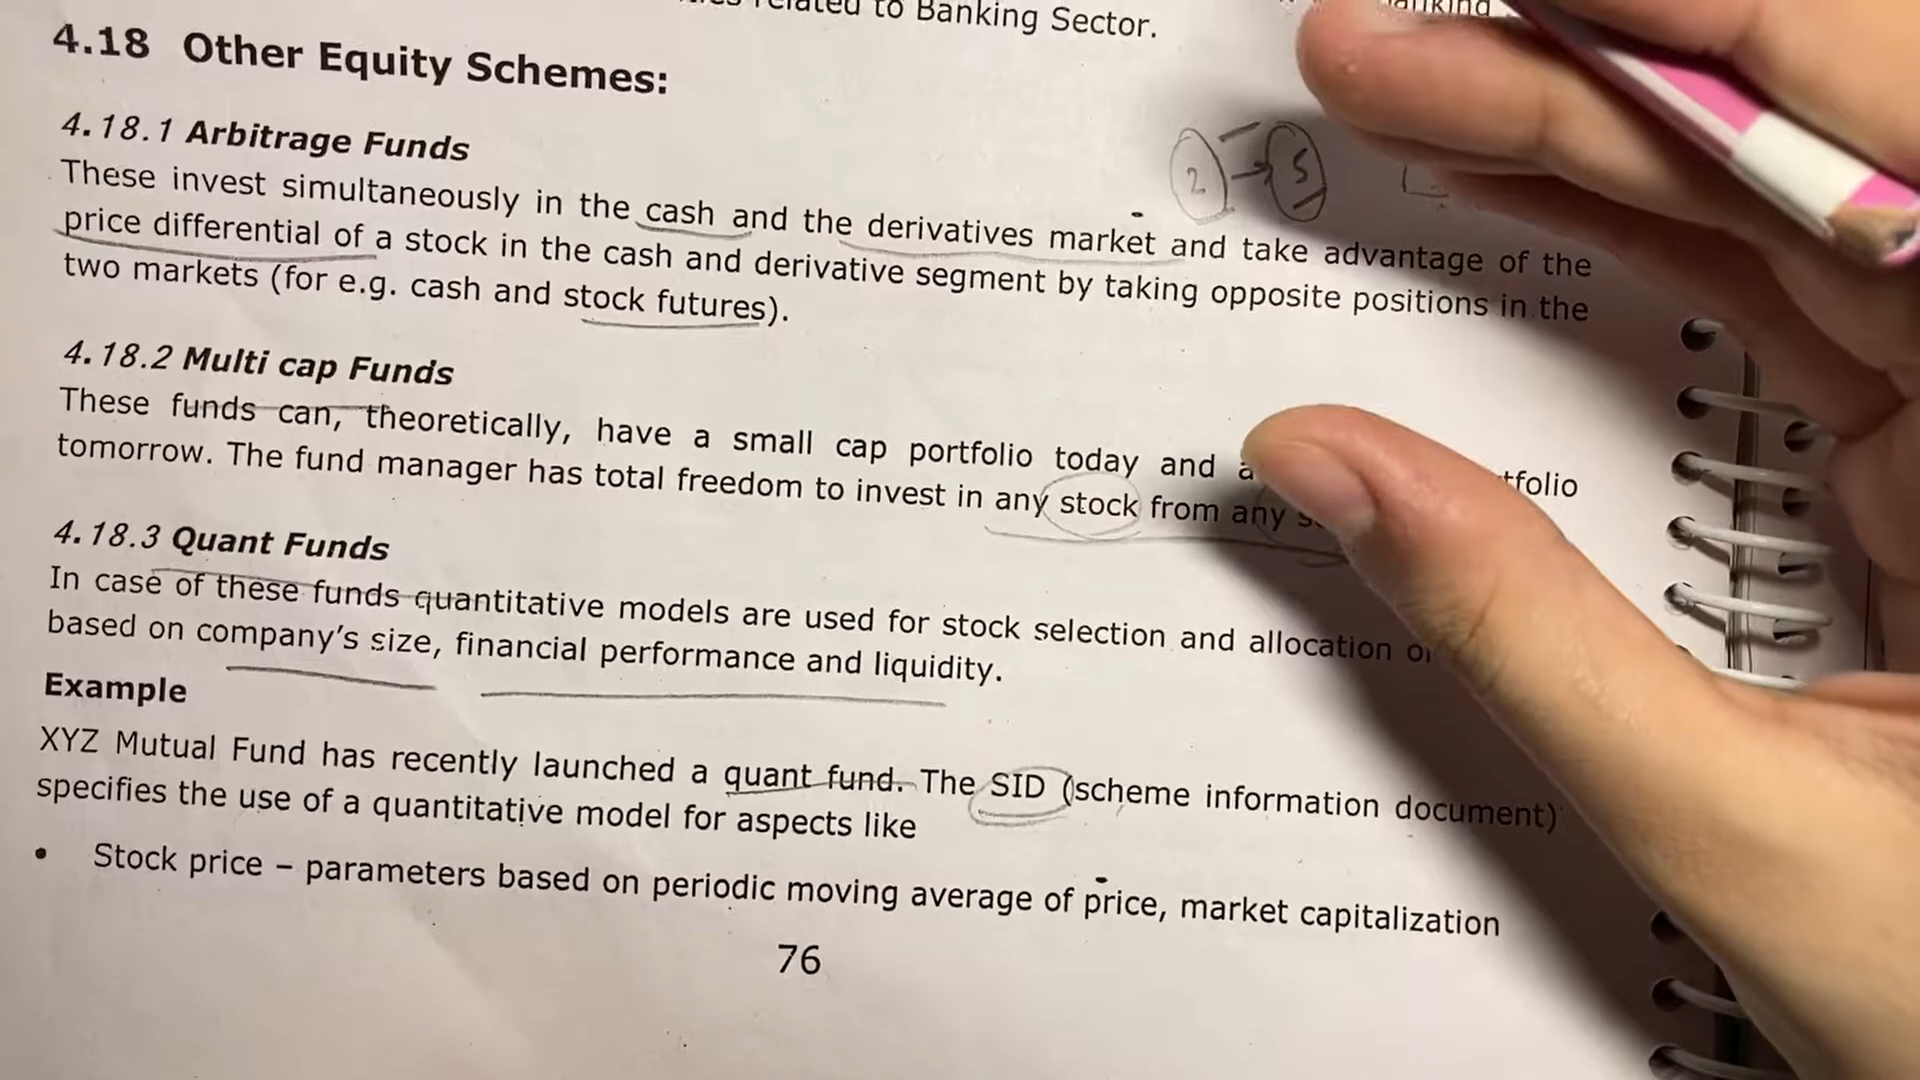 related to Banking Sector.
4.18 Other Equity Schemes:
4.18.1 Arbitrage Funds
2 → 5
These invest simultaneously in the cash and the derivatives market and take advantage of the
price differential of a stock in the cash and derivative segment by taking opposite positions in the
two markets (for e.g. cash and stock futures).
4.18.2 Multi cap Funds
These funds can, theoretically, have a small cap portfolio today and a tfolio
tomorrow. The fund manager has total freedom to invest in any stock from any
4.18.3 Quant Funds
In case of these funds quantitative models are used for stock selection and allocation
based on company's size, financial performance and liquidity.
Example
XYZ Mutual Fund has recently launched a quant fund. The SID (scheme information document)
specifies the use of a quantitative model for aspects like
• Stock price – parameters based on periodic moving average of price, market capitalization
76